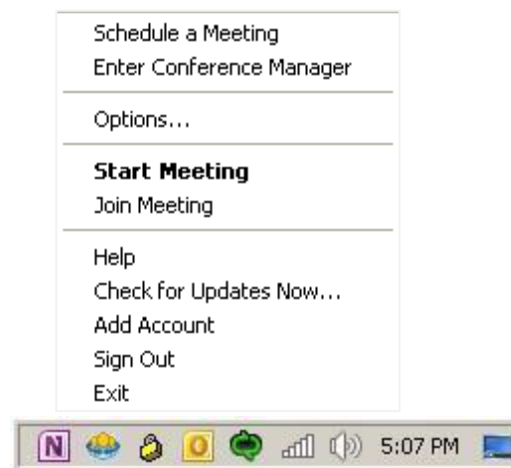 Schedule a Meeting
Enter Conference Manager
Options...
Start Meeting
Join Meeting
Help
Check for Updates Now...
Add Account
Sign Out
Exit
N O 5:07 PM